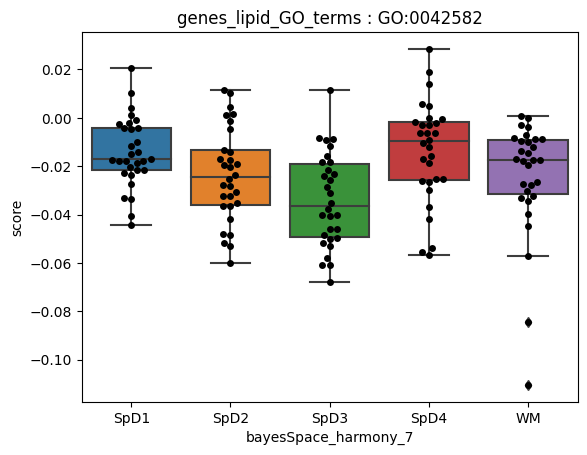 genes_lipid_GO_terms : GO:0042582
score
0.02
0.00
−0.02
−0.04
−0.06
−0.08
−0.10
SpD1 SpD2 SpD3 SpD4 WM
bayesSpace_harmony_7